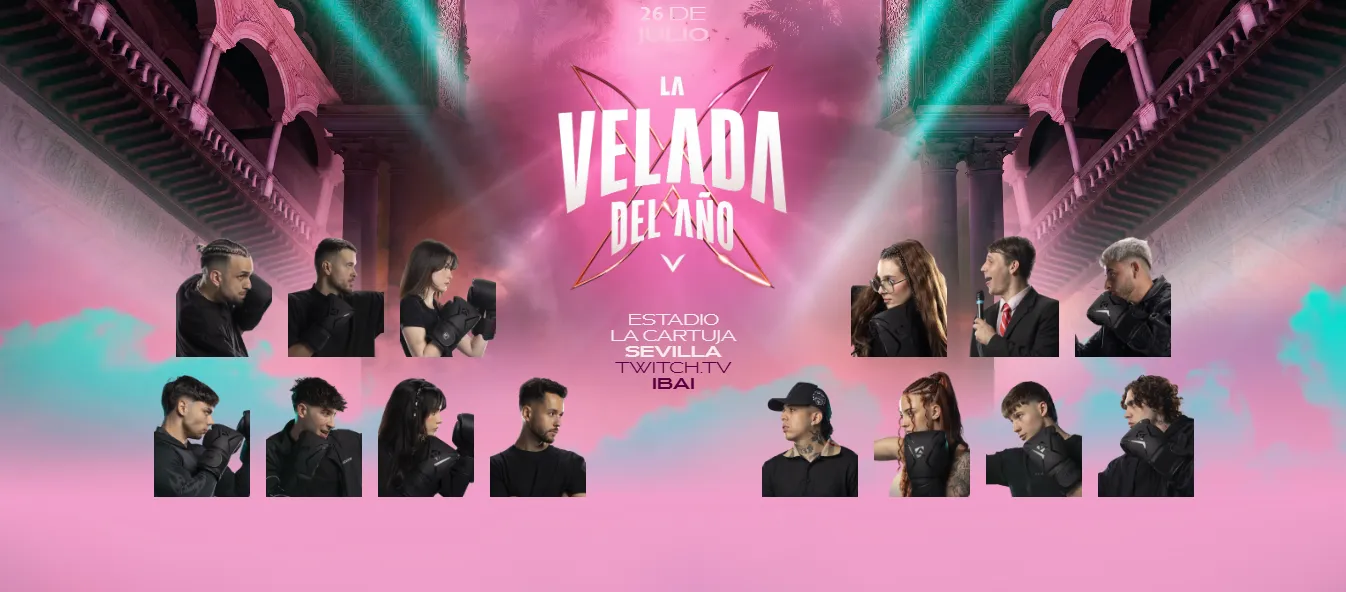 26 DE
JULIO
LA
VELADA
DEL AÑO
V
ESTADIO
LA CARTUJA
SEVILLA
TWITCH.TV
IBAI